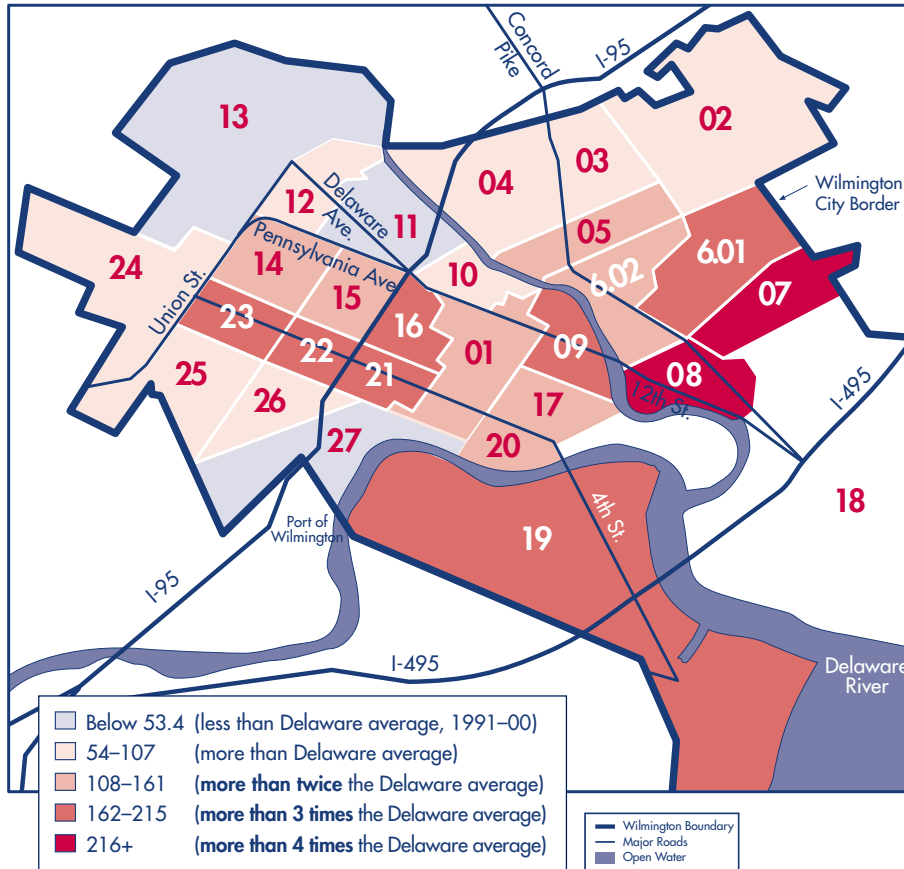 Concord
Pike
I-95
13
02
03
04
Wilmington
City Border
12
Delaware
Ave.
11
05
Pennsylvania Ave.
24
14
10
6.02
6.01
07
Union St.
15
23
16
01
09
22
21
08
25
26
17
12th St.
I-495
27
20
18
Port of
Wilmington
19
4th St.
I-95
I-495
Delaware
River
Below 53.4 (less than Delaware average, 1991–00)
54–107 (more than Delaware average)
108–161 (more than twice the Delaware average)
162–215 (more than 3 times the Delaware average)
216+ (more than 4 times the Delaware average)
Wilmington Boundary
Major Roads
Open Water